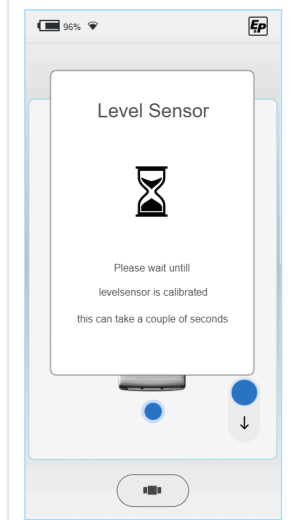 96%
EP
Level Sensor
Please wait untill
levelsensor is calibrated
this can take a couple of seconds